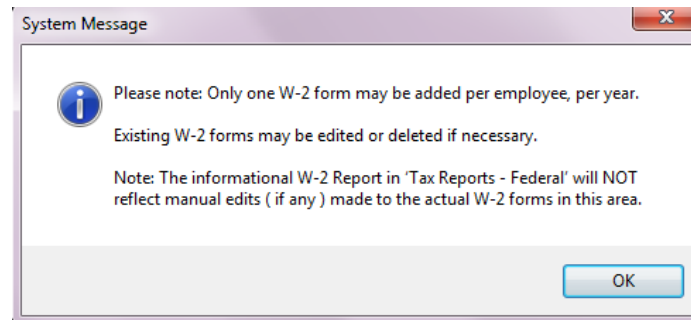 System Message
Please note: Only one W-2 form may be added per employee, per year.
Existing W-2 forms may be edited or deleted if necessary.
Note: The informational W-2 Report in 'Tax Reports - Federal' will NOT
reflect manual edits ( if any ) made to the actual W-2 forms in this area.
OK